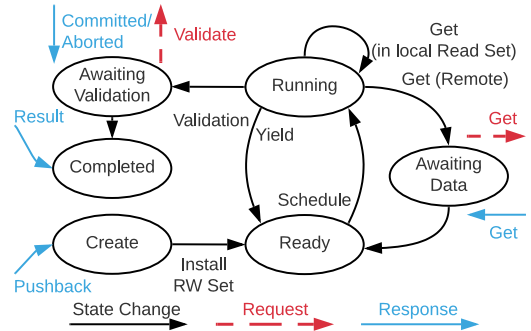 Committed/
Aborted
Validate
Get
(in local Read Set)
Awaiting
Validation
Running
Get (Remote)
Result
Validation
Yield
Get
Completed
Awaiting
Data
Schedule
Create
Ready
Get
Install
RW Set
Pushback
State Change
Request
Response